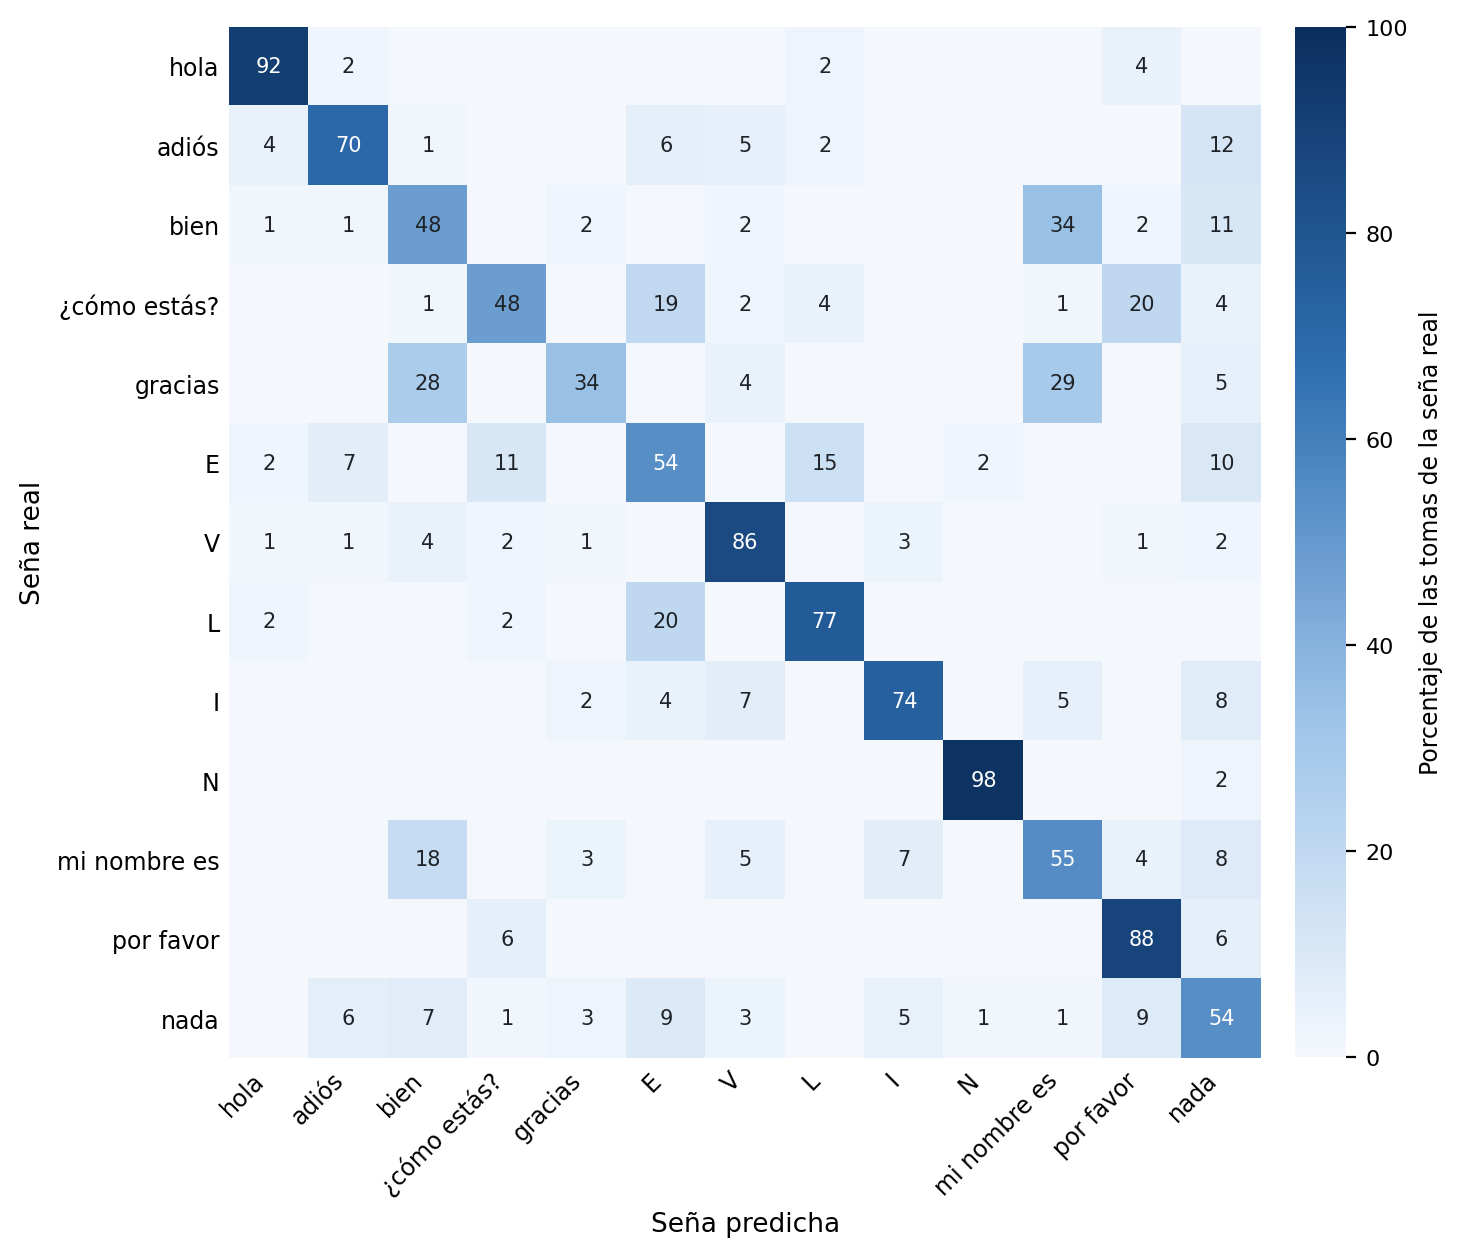 hola 92 2 2 4
adiós 4 70 1 6 5 2 12
bien 1 1 48 2 2 34 2 11
¿cómo estás? 1 48 19 2 4 1 20 4
gracias 28 34 4 29 5
E 2 7 11 54 15 2 10
V 1 1 4 2 1 86 3 1 2
L 2 2 20 77
I 2 4 7 74 5 8
N 98 2
mi nombre es 18 3 5 7 55 4 8
por favor 6 88 6
nada 6 7 1 3 9 3 5 1 1 9 54
hola adiós bien ¿cómo estás? gracias E V L I N mi nombre es por favor nada
Seña predicha
Seña real
100
80
60
40
20
0
Porcentaje de las tomas de la seña real